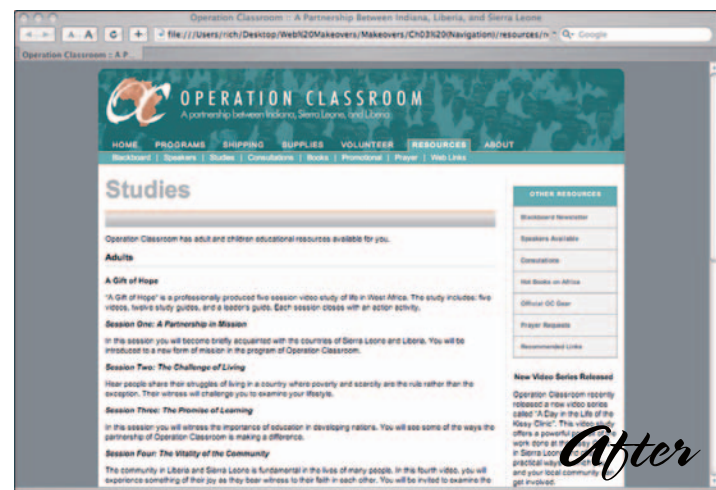 Operation Classroom :: A Partnership Between Indiana, Liberia, and Sierra Leone
A A C + file:///Users/rich/Desktop/Web%20Makeovers/Makeovers/Ch03%20(Navigation)/resources/ Q- Google
Operation Classroom :: A P...
OC OPERATION CLASSROOM
A partnership between Indiana, Sierra Leone, and Liberia
HOME PROGRAMS SHIPPING SUPPLIES VOLUNTEER RESOURCES ABOUT
Blackboard | Speakers | Studies | Consultations | Books | Promotional | Prayer | Web Links
Studies
Operation Classroom has adult and children educational resources available for you.
Adults
A Gift of Hope
"A Gift of Hope" is a professionally produced five session video study of life in West Africa. The study includes: five
videos, twelve study guides, and a leader's guide. Each session closes with an action activity.
Session One: A Partnership in Mission
In this session you will become briefly acquainted with the countries of Sierra Leone and Liberia. You will be
introduced to a new form of mission in the program of Operation Classroom.
Session Two: The Challenge of Living
Hear people share their struggles of living in a country where poverty and scarcity are the rule rather than the
exception. Their witness will challenge you to examine your lifestyle.
Session Three: The Promise of Learning
In this session you will witness the importance of education in developing nations. You will see some of the ways the
partnership of Operation Classroom is making a difference.
Session Four: The Vitality of the Community
The community in Liberia and Sierra Leone is fundamental in the lives of many people. In this fourth video, you will
experience something of their joy as they bear witness to their faith in each other. You will be invited to examine the
OTHER RESOURCES
Blackboard Newsletter
Speakers Available
Consultations
Hot Books on Africa
Official OC Gear
Prayer Requests
Recommended Links
New Video Series Released
Operation Classroom recently
released a new video series
called "A Day in the Life of the
Kissy Clinic". This video study
offers a powerful
work done at the
in Sierra Leone
practical ways
and your local community
get involved.
After